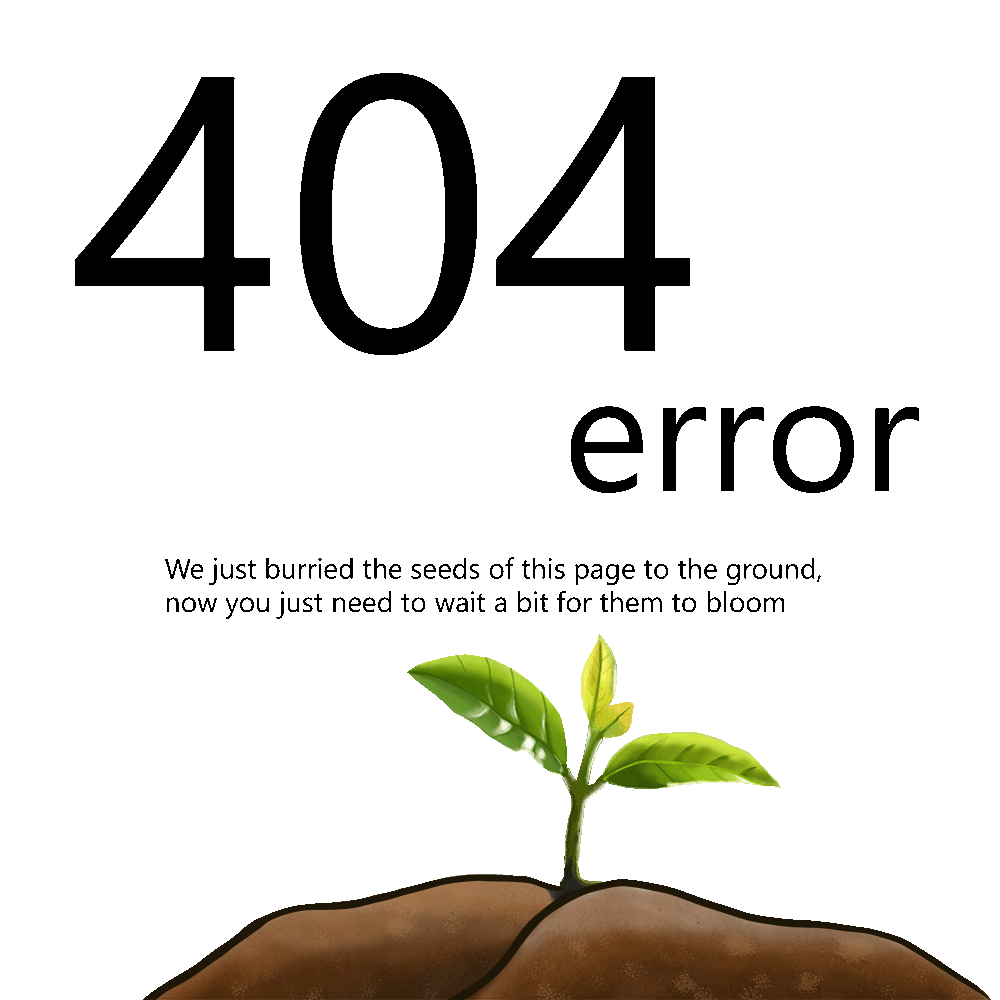 404
error
We just burried the seeds of this page to the ground,
now you just need to wait a bit for them to bloom